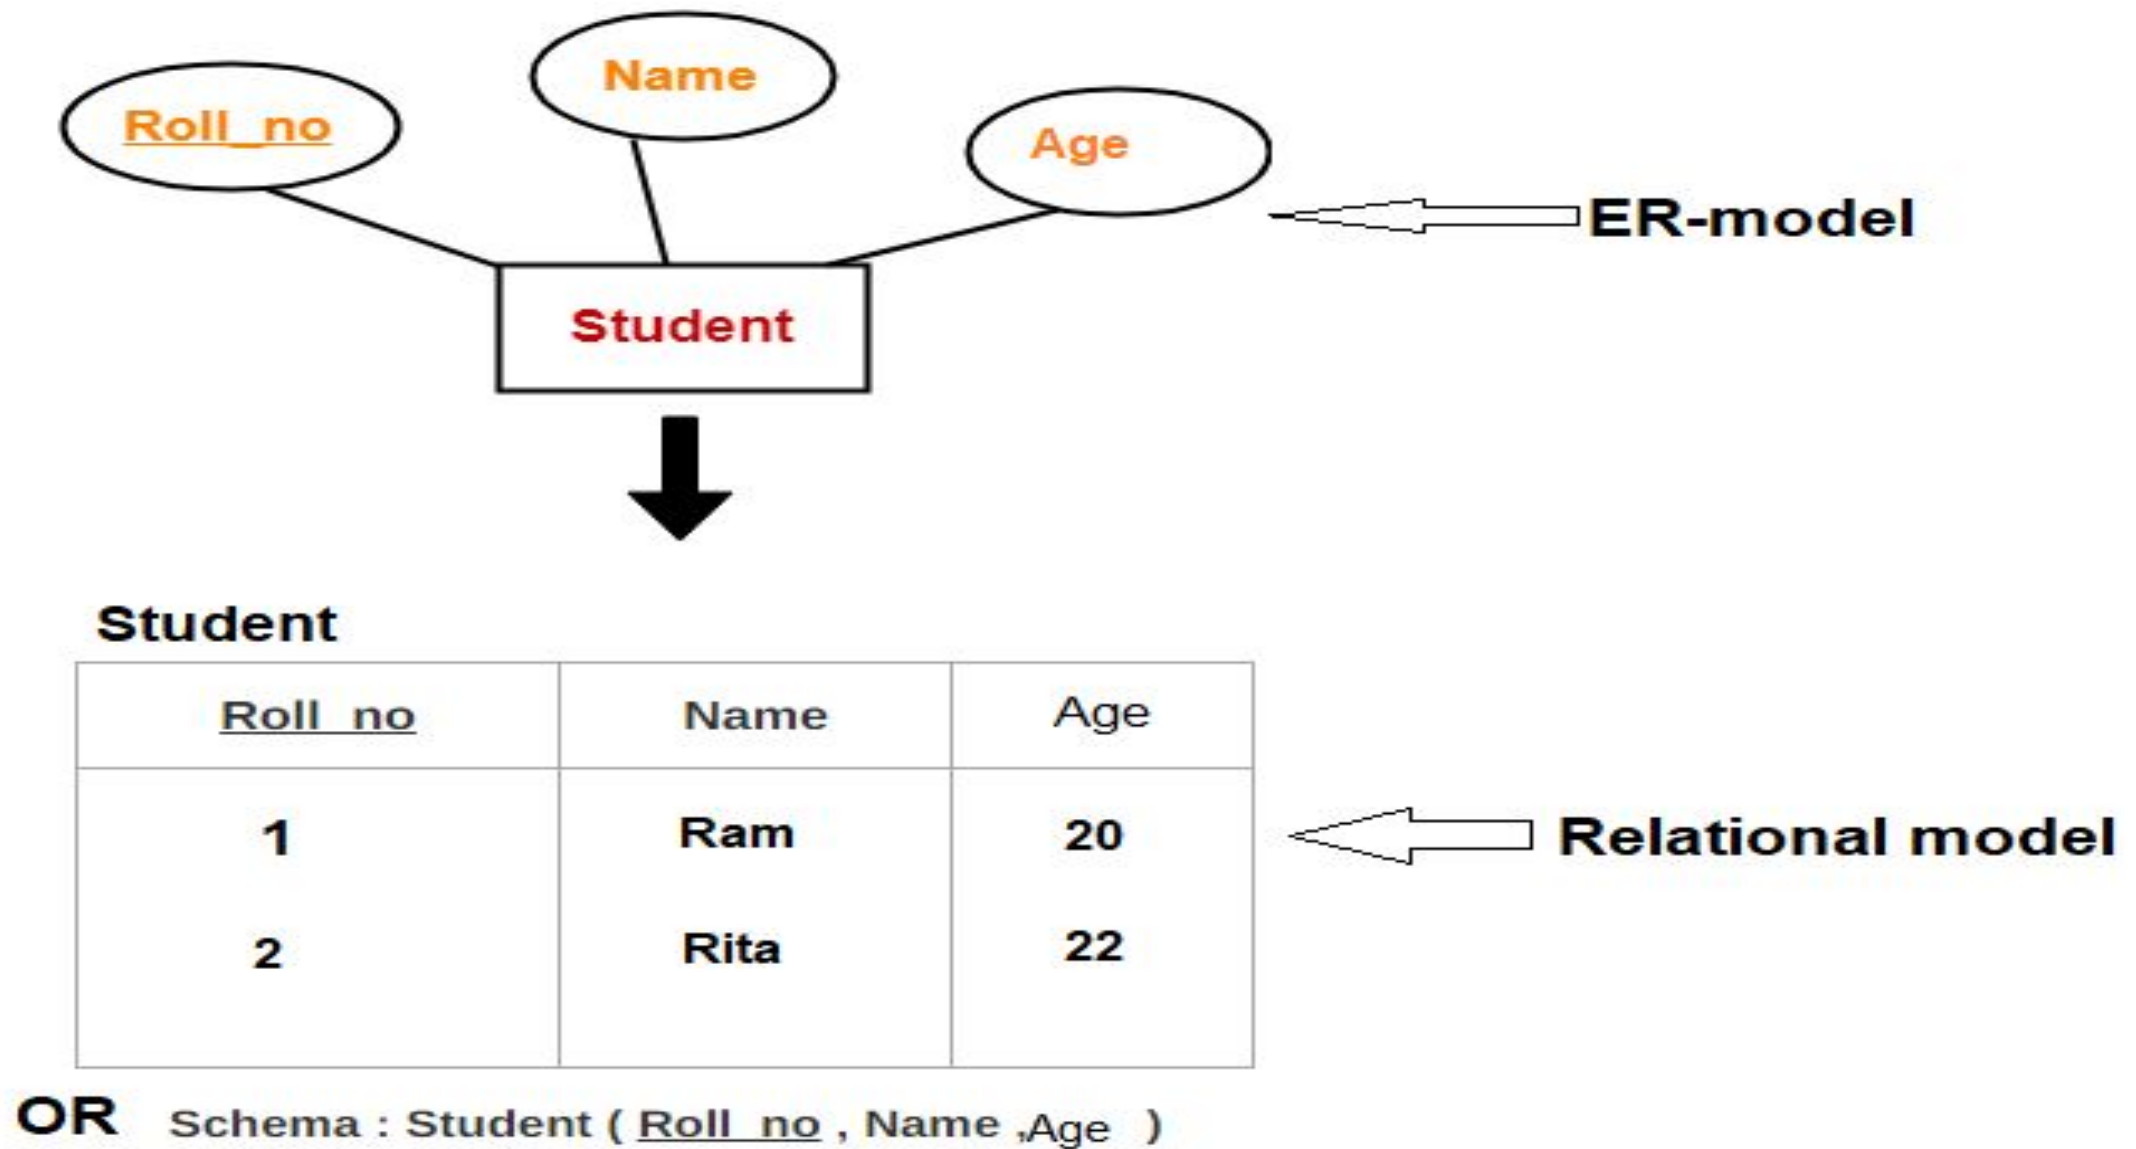 Name
Roll_no
Age
ER-model
Student
Student
Roll_no Name Age
1 Ram 20
Relational model
2 Rita 22
OR Schema : Student ( Roll_no , Name ,Age )